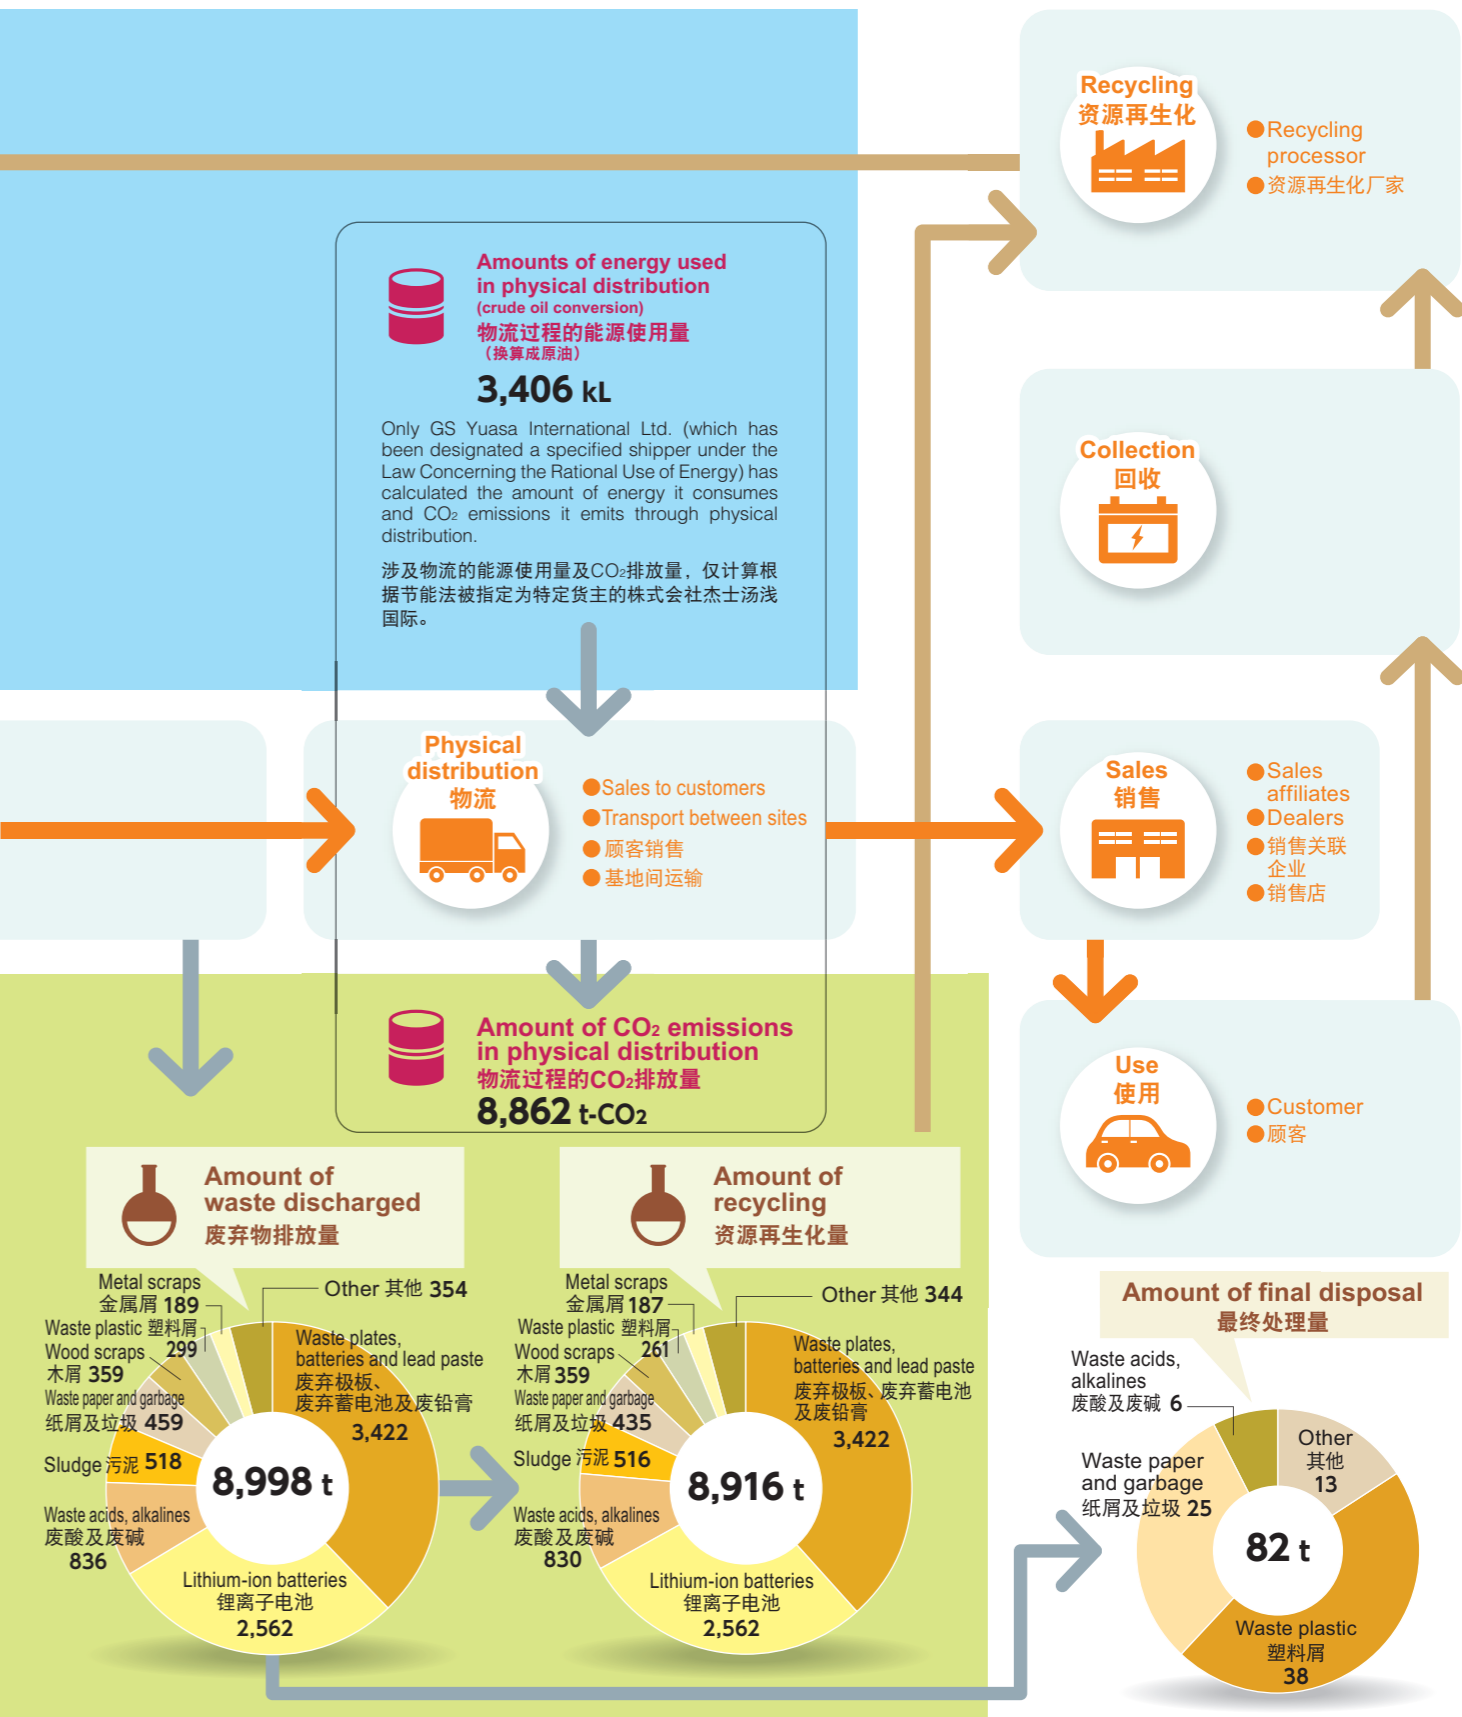 Recycling
资源再生化
●Recycling
processor
●资源再生化厂家
Amounts of energy used
in physical distribution
(crude oil conversion)
物流过程的能源使用量
（换算成原油）
3,406 kL
Only GS Yuasa International Ltd. (which has
been designated a specified shipper under the
Law Concerning the Rational Use of Energy) has
calculated the amount of energy it consumes
and CO2 emissions it emits through physical
distribution.
涉及物流的能源使用量及CO2排放量，仅计算根
据节能法被指定为特定货主的株式会社杰士汤浅
国际。
Collection
回收
Physical
distribution
物流
●Sales to customers
●Transport between sites
●顾客销售
●基地间运输
Sales
销售
●Sales
affiliates
●Dealers
●销售关联
企业
●销售店
Amount of CO2 emissions
in physical distribution
物流过程的CO2排放量
8,862 t-CO2
Use
使用
●Customer
●顾客
Amount of
waste discharged
废弃物排放量
Metal scraps
金属屑 189
Other 其他 354
Waste plastic 塑料屑
299
Wood scraps
木屑 359
Waste paper and garbage
纸屑及垃圾 459
Sludge 污泥 518
Waste acids, alkalines
废酸及废碱
836
Waste plates,
batteries and lead paste
废弃极板、
废弃蓄电池及废铅膏
3,422
8,998 t
Lithium-ion batteries
锂离子电池
2,562
Amount of
recycling
资源再生化量
Metal scraps
金属屑 187
Other 其他 344
Waste plastic 塑料屑
261
Wood scraps
木屑 359
Waste paper and garbage
纸屑及垃圾 435
Sludge 污泥 516
Waste acids, alkalines
废酸及废碱
830
Waste plates,
batteries and lead paste
废弃极板、废弃蓄电池
及废铅膏
3,422
8,916 t
Lithium-ion batteries
锂离子电池
2,562
Amount of final disposal
最终处理量
Waste acids,
alkalines
废酸及废碱 6
Waste paper
and garbage
纸屑及垃圾 25
Other
其他
13
82 t
Waste plastic
塑料屑
38